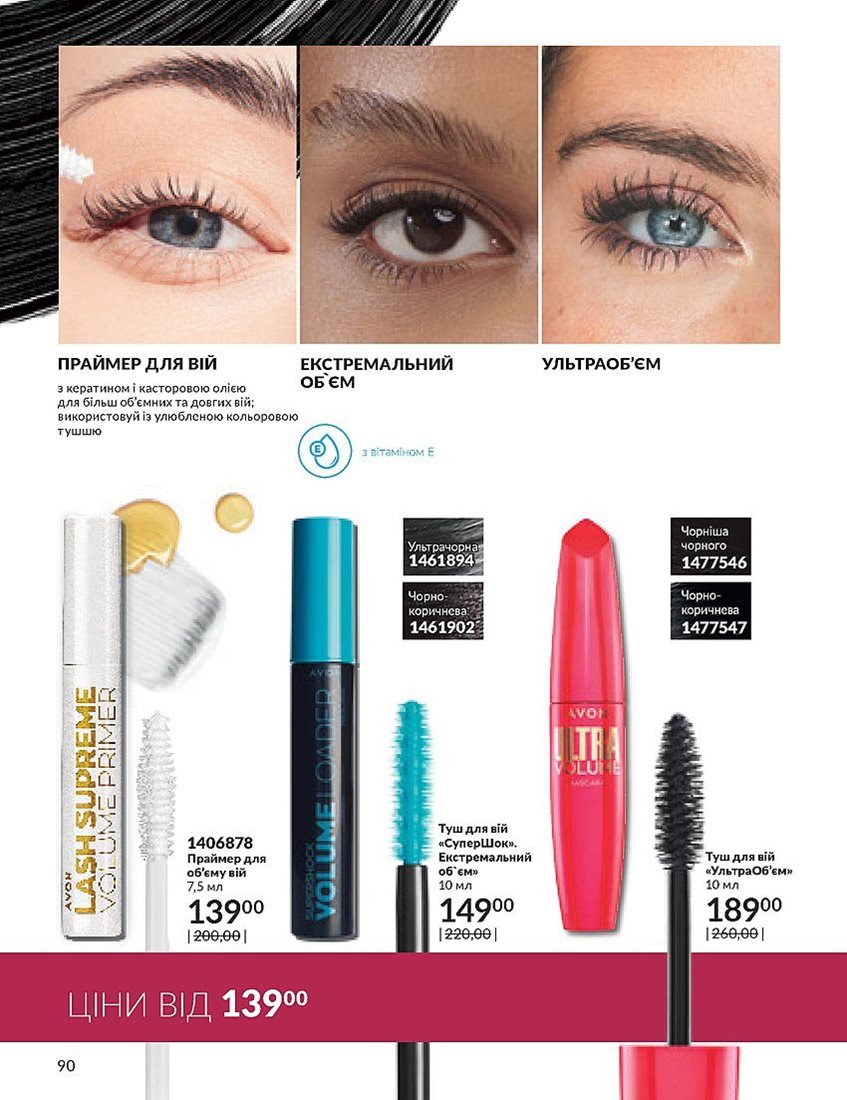 ПРАЙМЕР ДЛЯ ВІЙ
з кератином і касторовою олією
для більш об'ємних та довгих вій;
використовуй із улюбленою кольоровою
тушшю
ЕКСТРЕМАЛЬНИЙ
ОБ`ЄМ
E
з вітаміном Е
УЛЬТРАОБ'ЄМ
AVON
LASH SUPREME
VOLUME PRIMER
1406878
Праймер для
об'єму вій
7,5 мл
13900
|200,00|
AVON
SUPERSHOCK
VOLUME LOADER
Ультрачорна
1461894
Чорно-
коричнева
1461902
Туш для вій
«СуперШок.
Екстремальний
об`єм»
10 мл
14900
|220,00|
AVON
ULTRA
VOLUME
MASCARA
Чорніша
чорного
1477546
Чорно-
коричнева
1477547
Туш для вій
«УльтраОб'єм»
10 мл
18900
|260,00|
ЦІНИ ВІД 13900
90